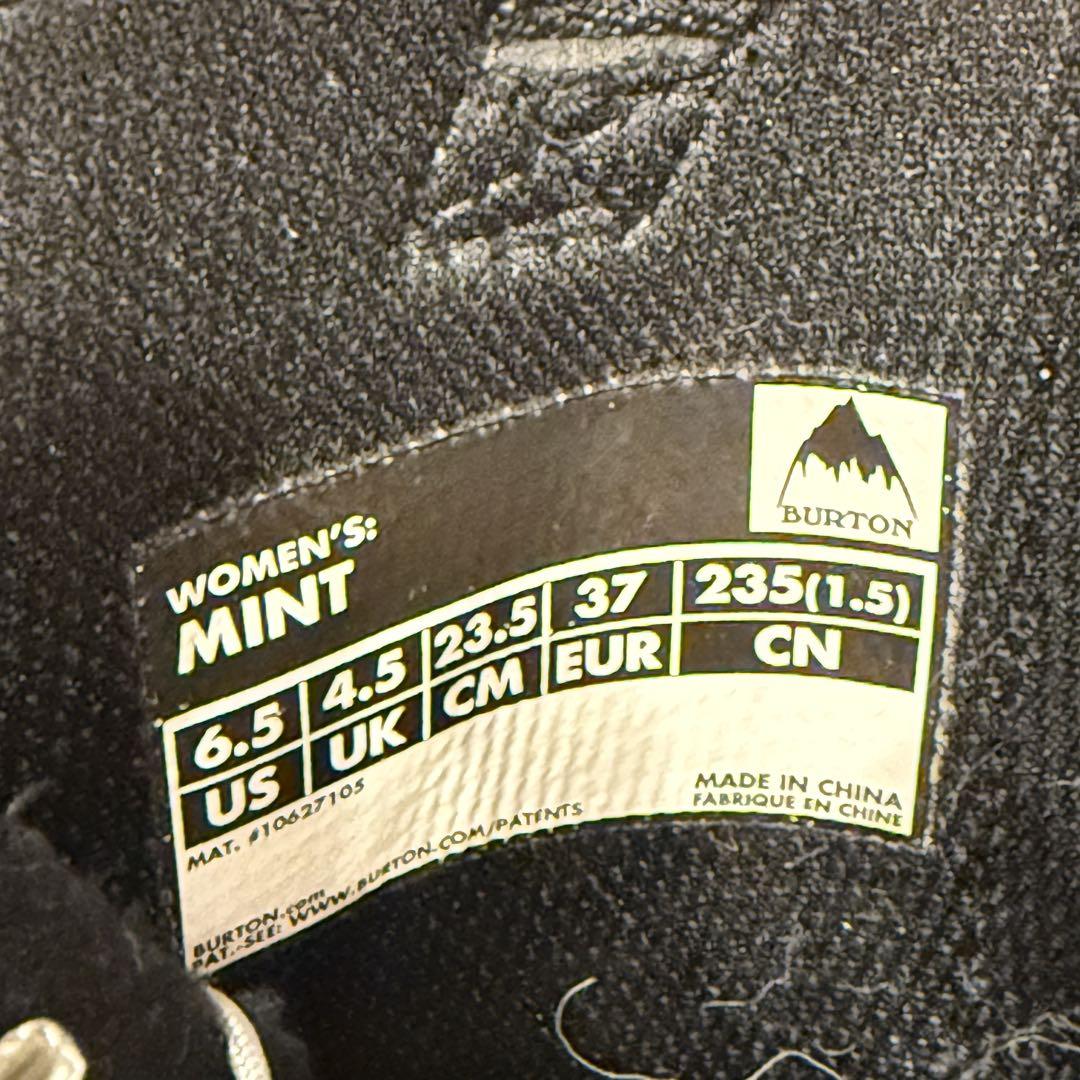 BURTON
WOMEN'S:
MINT
6.5 4.5 23.5 37 235(1.5)
US UK CM EUR CN
MAT. #10627105
MADE IN CHINA
FABRIQUE EN CHINE
BURTON.com
PAT.-SEE: WWW.BURTON.COM/PATENTS